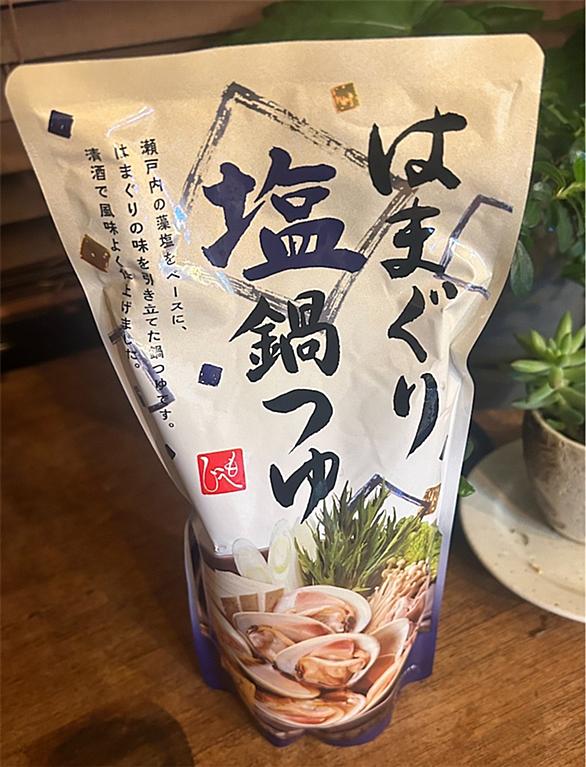 はまぐり
塩鍋つゆ
瀬戸内の藻塩をベースに、
はまぐりの味を引き立てた鍋つゆです。
清酒で風味よく仕上げました。
もへじ